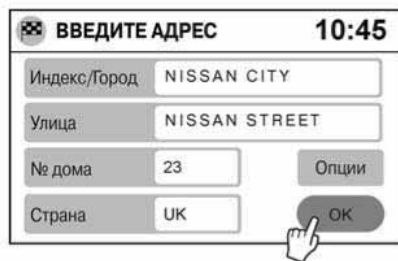 ВВЕДИТЕ АДРЕС 10:45
Индекс/Город NISSAN CITY
Улица NISSAN STREET
№ дома 23 Опции
Страна UK OK